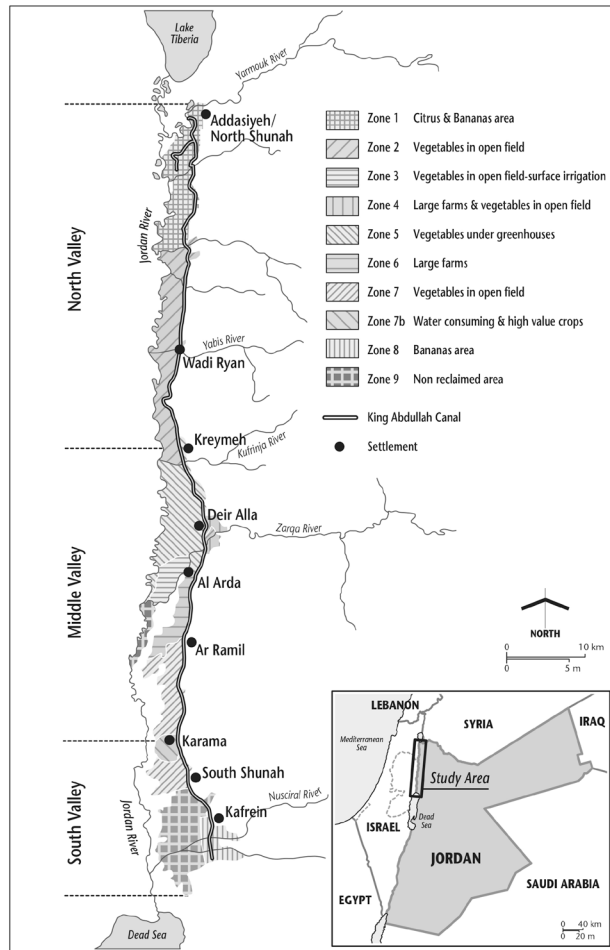 Lake
Tiberia
Yarmouk River
Addasiyeh/
North Shunah
Jordan River
North Valley
Yabis River
Wadi Ryan
Kreymeh
Kufrinja River
Deir Alla
Zarqa River
Middle Valley
Al Arda
Ar Ramil
Karama
South Shunah
Nusciral River
Kafrein
South Valley
Jordan River
Dead Sea
Zone 1 Citrus & Bananas area
Zone 2 Vegetables in open field
Zone 3 Vegetables in open field-surface irrigation
Zone 4 Large farms & vegetables in open field
Zone 5 Vegetables under greenhouses
Zone 6 Large farms
Zone 7 Vegetables in open field
Zone 7b Water consuming & high value crops
Zone 8 Bananas area
Zone 9 Non reclaimed area
King Abdullah Canal
Settlement
NORTH
0 10 km
0 5 m
LEBANON
SYRIA
IRAQ
Mediterranean
Sea
Study Area
ISRAEL
Dead
Sea
JORDAN
EGYPT
SAUDI ARABIA
0 40 km
0 20 m